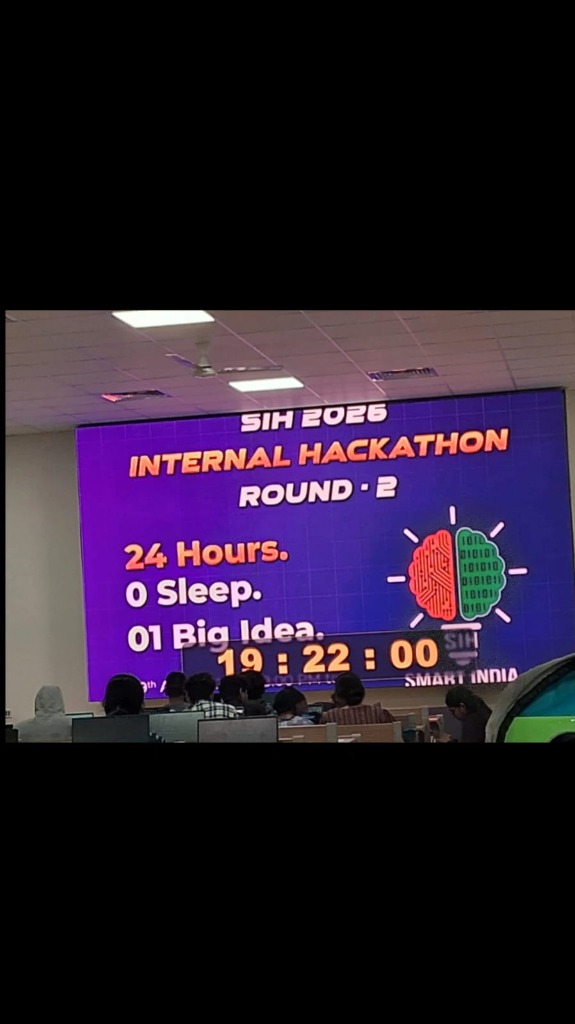 SIH 2026
INTERNAL HACKATHON
ROUND · 2
24 Hours.
0 Sleep.
01 Big Idea.
19 : 22 : 00
SIH
SMART INDIA